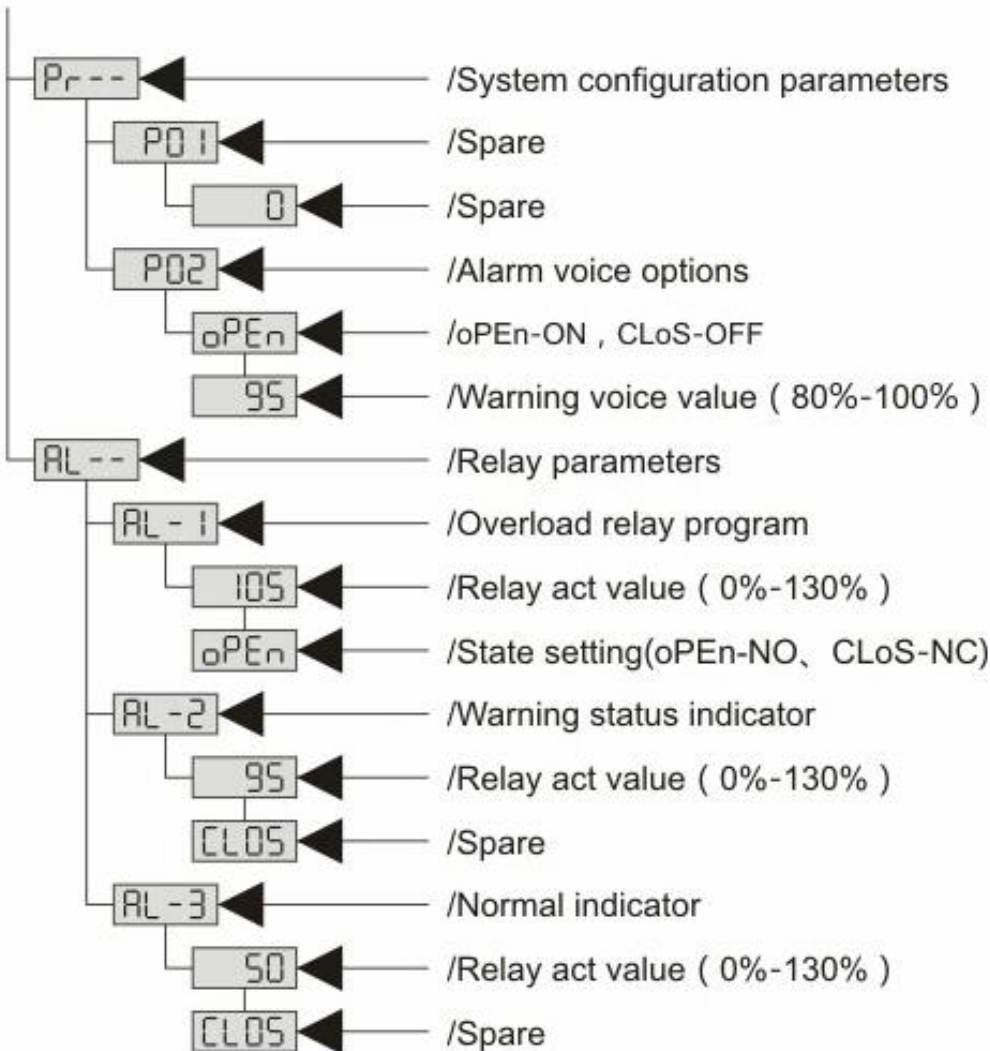 Pr-- /System configuration parameters
P01 /Spare
0 /Spare
P02 /Alarm voice options
oPEn /oPEn-ON , CLoS-OFF
95 /Warning voice value ( 80%-100% )
AL-- /Relay parameters
AL-1 /Overload relay program
105 /Relay act value ( 0%-130% )
oPEn /State setting(oPEn-NO、CLoS-NC)
AL-2 /Warning status indicator
95 /Relay act value ( 0%-130% )
CLOS /Spare
AL-3 /Normal indicator
50 /Relay act value ( 0%-130% )
CLOS /Spare